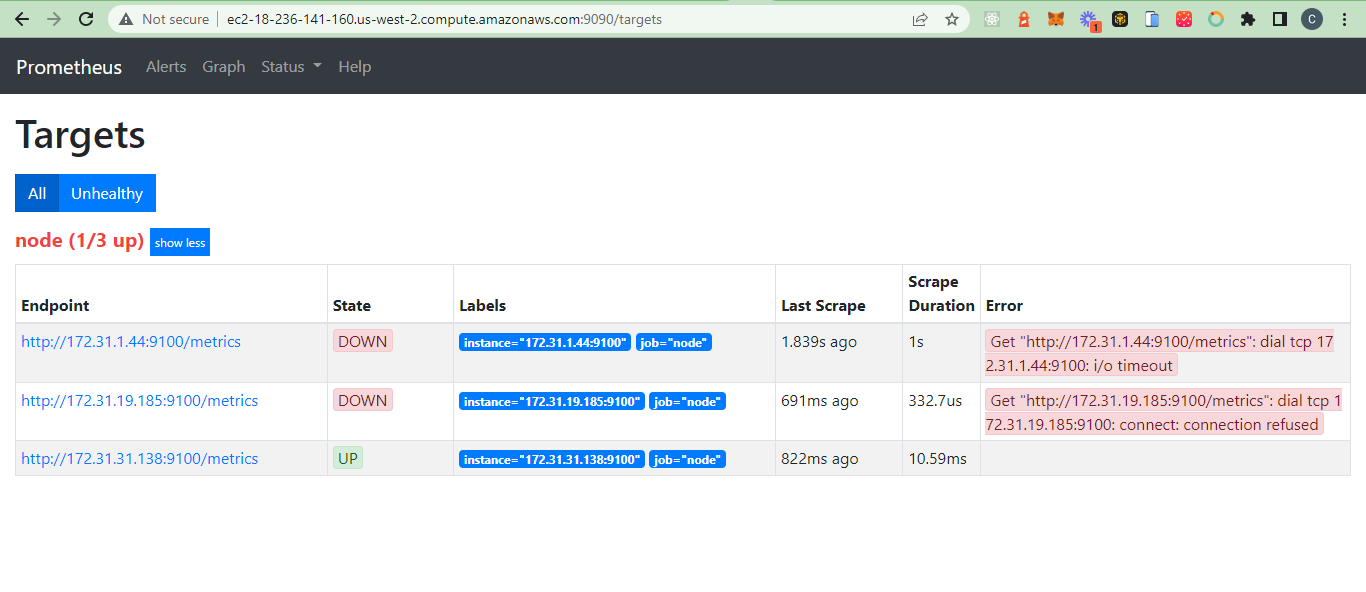 Not secure ec2-18-236-141-160.us-west-2.compute.amazonaws.com:9090/targets 1 C
Prometheus Alerts Graph Status Help
Targets
All Unhealthy
node (1/3 up) show less
Endpoint State Labels Last Scrape Scrape Duration Error
http://172.31.1.44:9100/metrics DOWN instance="172.31.1.44:9100" job="node" 1.839s ago 1s Get "http://172.31.1.44:9100/metrics": dial tcp 17
2.31.1.44:9100: i/o timeout
http://172.31.19.185:9100/metrics DOWN instance="172.31.19.185:9100" job="node" 691ms ago 332.7us Get "http://172.31.19.185:9100/metrics": dial tcp 1
72.31.19.185:9100: connect: connection refused
http://172.31.31.138:9100/metrics UP instance="172.31.31.138:9100" job="node" 822ms ago 10.59ms